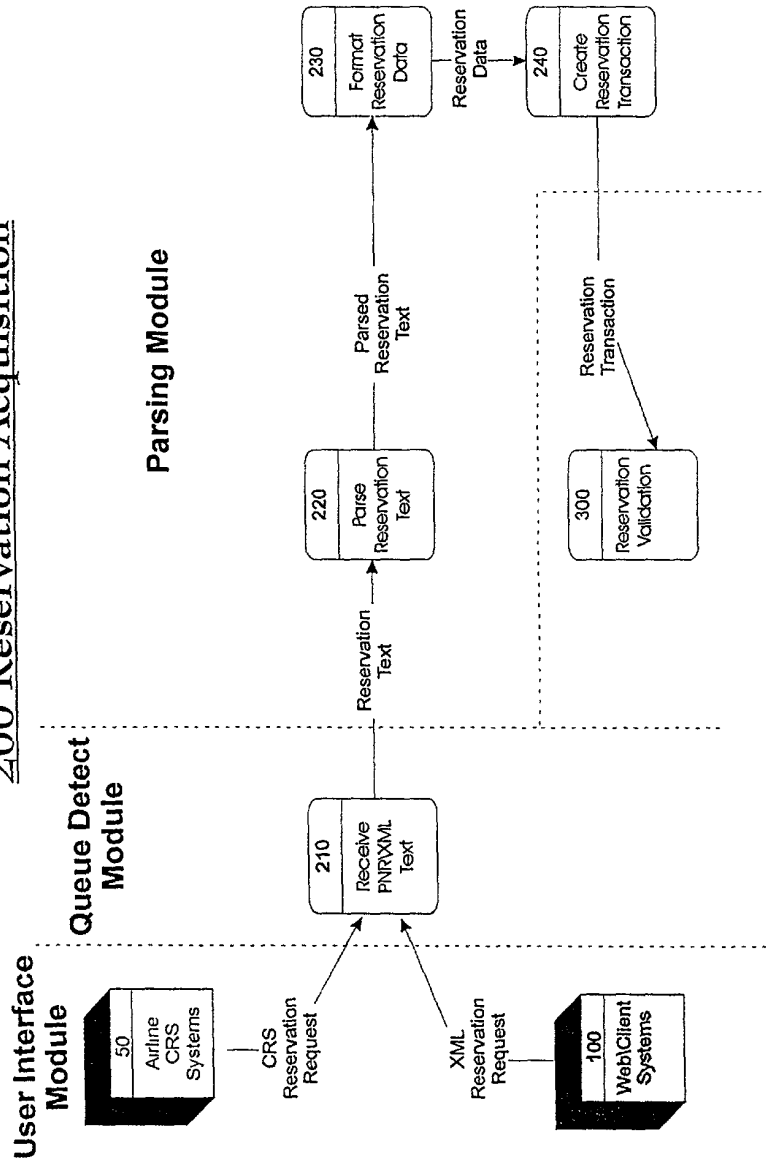 200 Reservation Acquisition
User Interface
Module
Queue Detect
Module
Parsing Module
50
Airline
CRS
Systems
CRS
Reservation
Request
100
Web\Client
Systems
XML
Reservation
Request
210
Receive
PNR\XML
Text
Reservation
Text
220
Parse
Reservation
Text
Parsed
Reservation
Text
230
Format
Reservation
Data
Reservation
Data
240
Create
Reservation
Transaction
Reservation
Transaction
300
Reservation
Validation